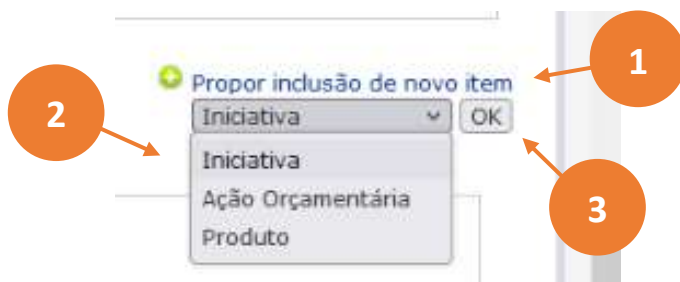 1
Propor inclusão de novo item
2
Iniciativa OK
Iniciativa
Ação Orçamentária
3
Produto